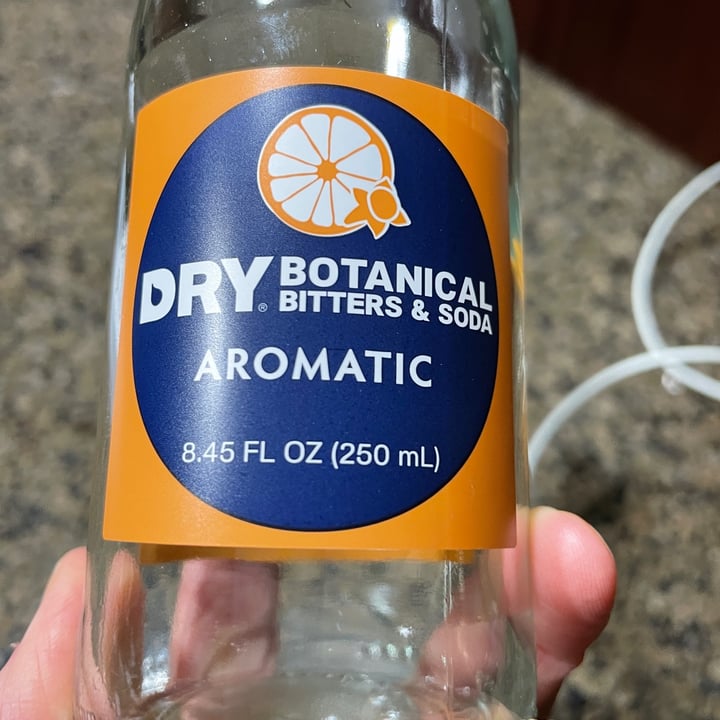 DRY® BOTANICAL
BITTERS & SODA
AROMATIC
8.45 FL OZ (250 mL)